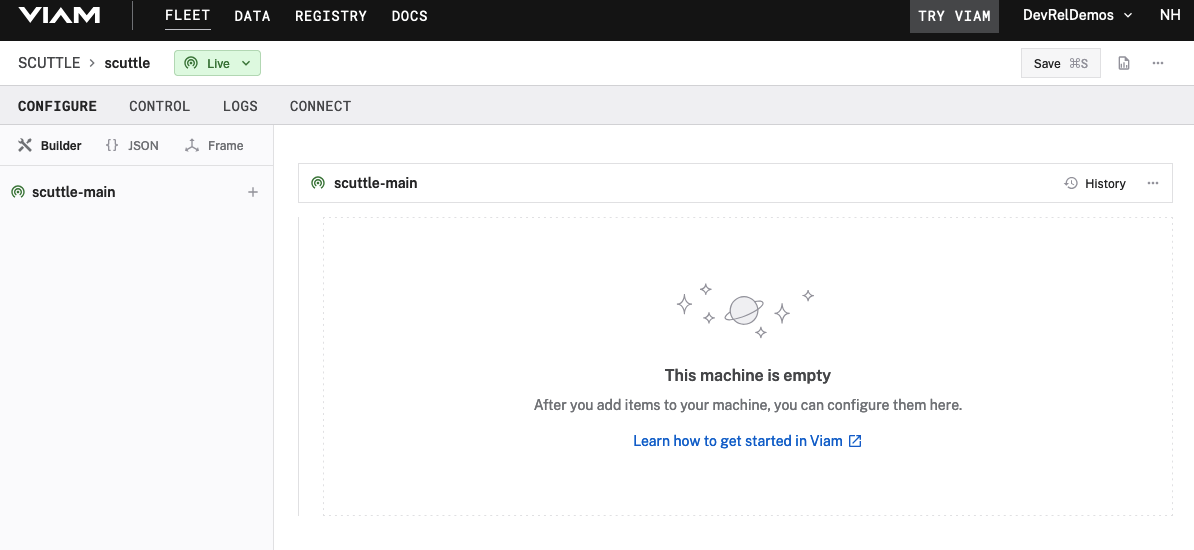 VIAM FLEET DATA REGISTRY DOCS TRY VIAM DevRelDemos NH
SCUTTLE > scuttle Live Save ⌘S
CONFIGURE CONTROL LOGS CONNECT
Builder {} JSON Frame
scuttle-main +
scuttle-main History ...
This machine is empty
After you add items to your machine, you can configure them here.
Learn how to get started in Viam